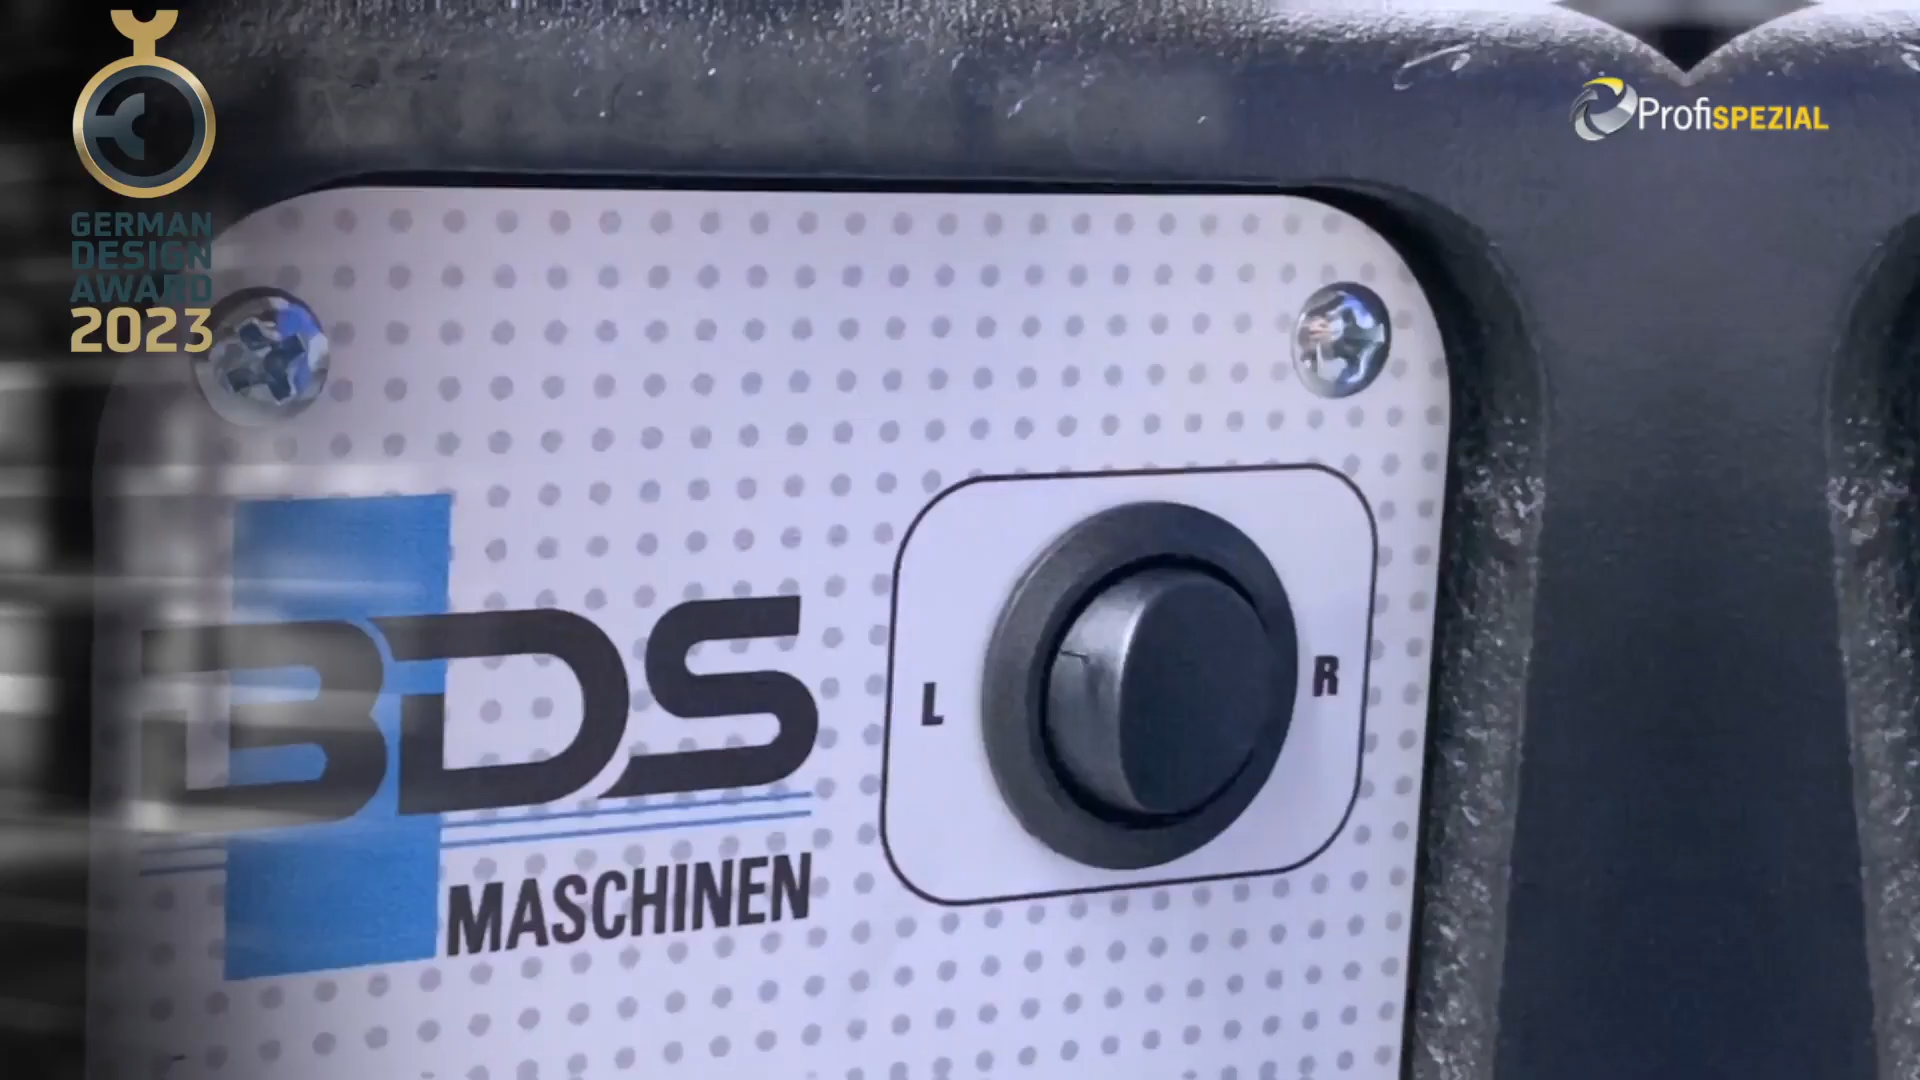 GERMAN
DESIGN
AWARD
2023
ProfiSPEZIAL
BDS
MASCHINEN
L
R